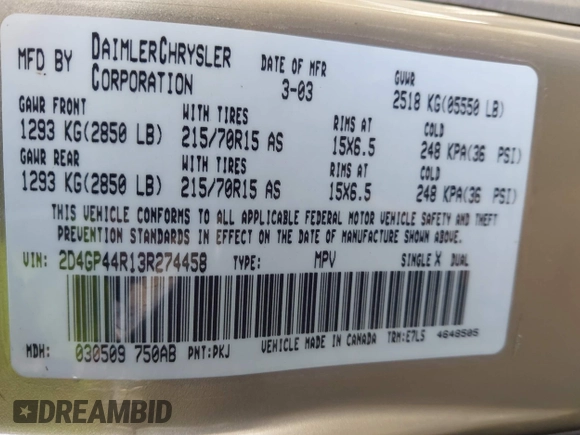 MFD BY DAIMLERCHRYSLER CORPORATION DATE OF MFR 3-03 GVWR 2518 KG(05550 LB)
GAWR FRONT WITH TIRES RIMS AT COLD
1293 KG(2850 LB) 215/70R15 AS 15X6.5 248 KPA(36 PSI)
GAWR REAR WITH TIRES RIMS AT COLD
1293 KG(2850 LB) 215/70R15 AS 15X6.5 248 KPA(36 PSI)
THIS VEHICLE CONFORMS TO ALL APPLICABLE FEDERAL MOTOR VEHICLE SAFETY AND THEFT
PREVENTION STANDARDS IN EFFECT ON THE DATE OF MANUFACTURE SHOWN ABOVE.
VIN: 2D4GP44R13R274458 TYPE: MPV SINGLE X DUAL
MDH: 030509 750AB PNT:PKJ VEHICLE MADE IN CANADA TRM:E7L5 4648505
DREAMBID